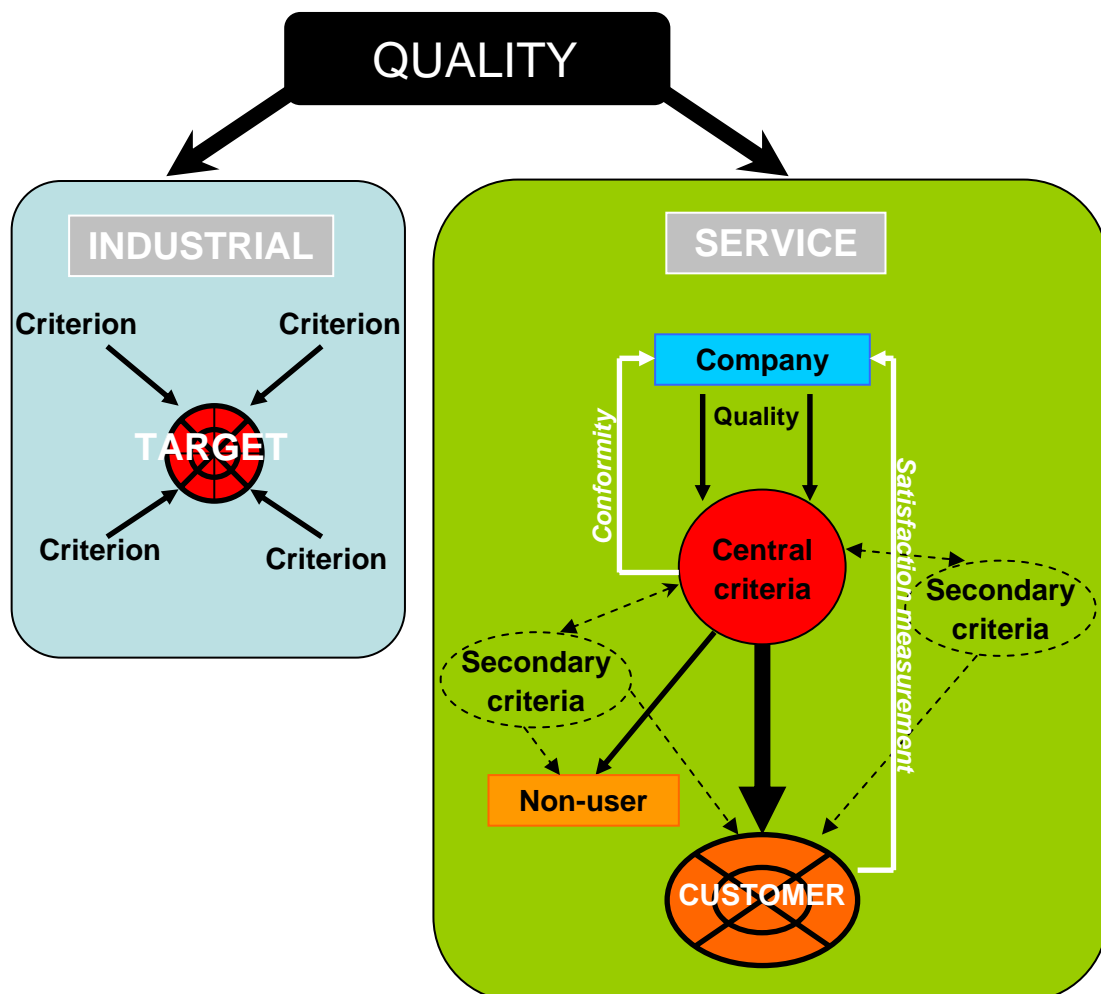 QUALITY
INDUSTRIAL
Criterion
Criterion
TARGET
Criterion
Criterion
SERVICE
Company
Quality
Conformity
Satisfaction measurement
Central
criteria
Secondary
criteria
Secondary
criteria
Non-user
CUSTOMER